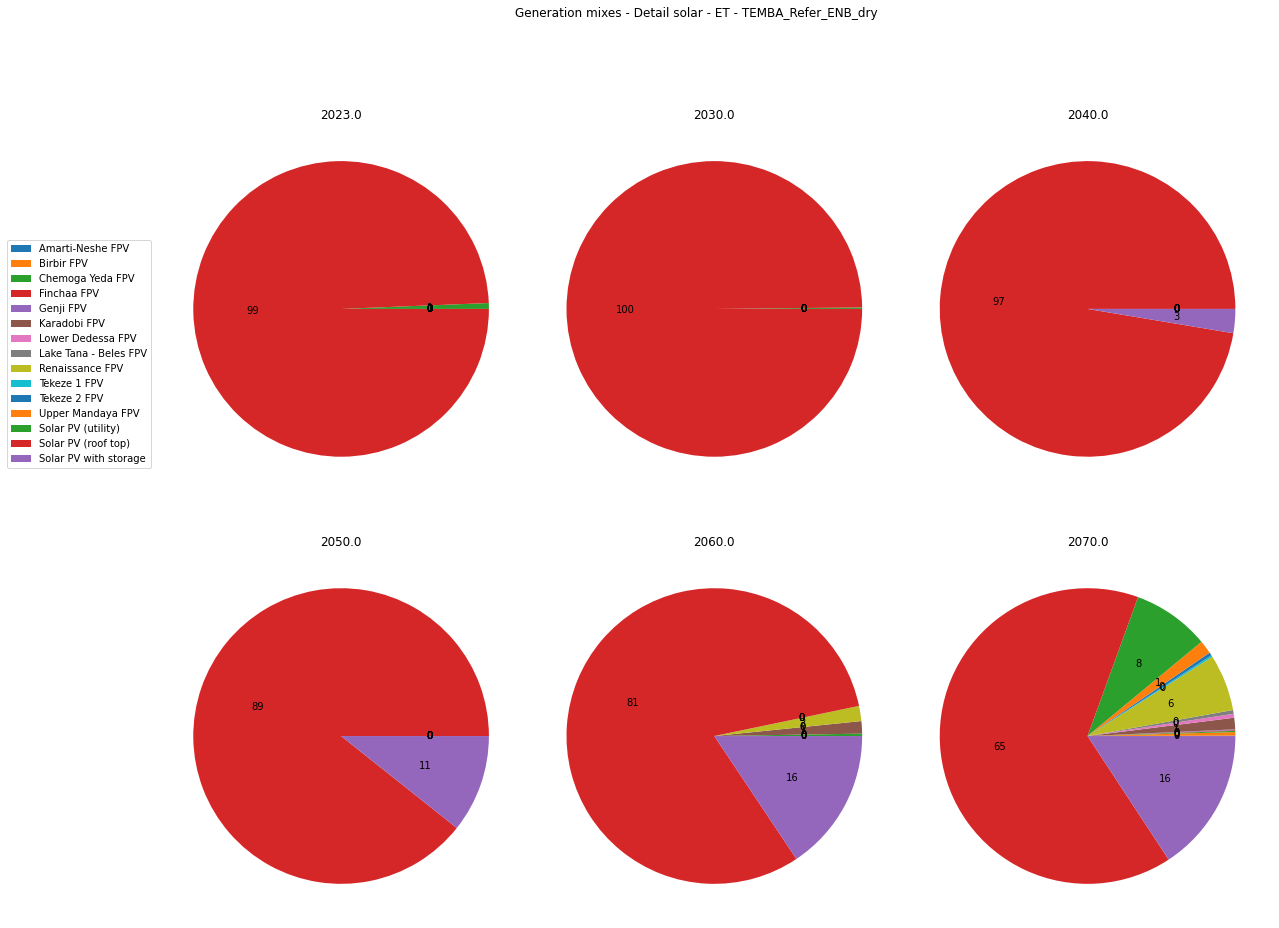 Generation mixes - Detail solar - ET - TEMBA_Refer_ENB_dry
2023.0
2030.0
2040.0
Amarti-Neshe FPV
Birbir FPV
Chemoga Yeda FPV
Finchaa FPV
Genji FPV
Karadobi FPV
Lower Dedessa FPV
Lake Tana - Beles FPV
Renaissance FPV
Tekeze 1 FPV
Tekeze 2 FPV
Upper Mandaya FPV
Solar PV (utility)
Solar PV (roof top)
Solar PV with storage
99
100
0
97
0
3
2050.0
2060.0
2070.0
89
0
11
81
0
16
65
8
1
0
6
0
0
16